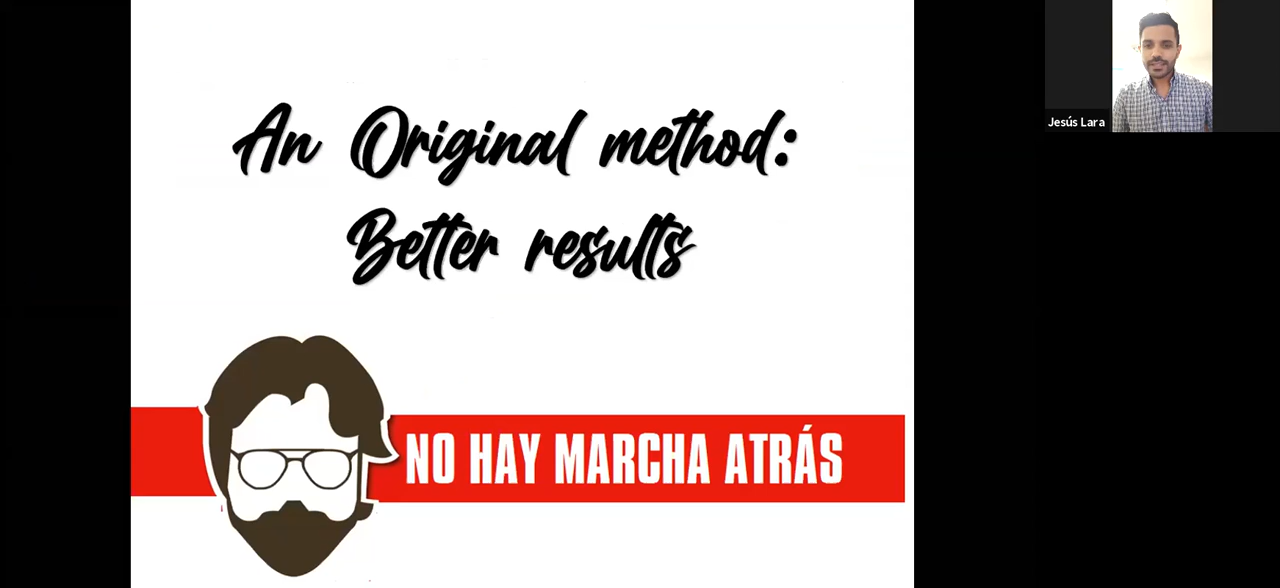 An Original method:
Better results
NO HAY MARCHA ATRÁS
Jesús Lara